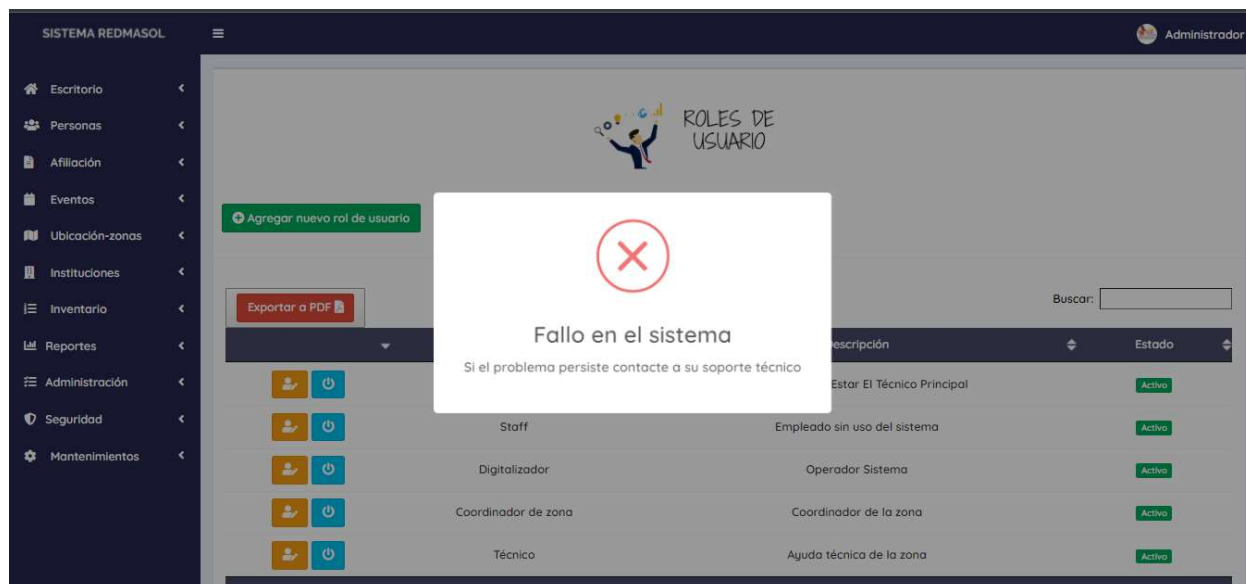 SISTEMA REDMASOL
Administrador
Escritorio
Personas
Afiliación
Eventos
Ubicación-zonas
Instituciones
Inventario
Reportes
Administración
Seguridad
Mantenimientos
ROLES DE
USUARIO
Agregar nuevo rol de usuario
Exportar a PDF
Buscar:
Fallo en el sistema
Si el problema persiste contacte a su soporte técnico
Estado
Estar El Técnico Principal Activo
Staff Empleado sin uso del sistema Activo
Digitalizador Operador Sistema Activo
Coordinador de zona Coordinador de la zona Activo
Técnico Ayuda técnica de la zona Activo